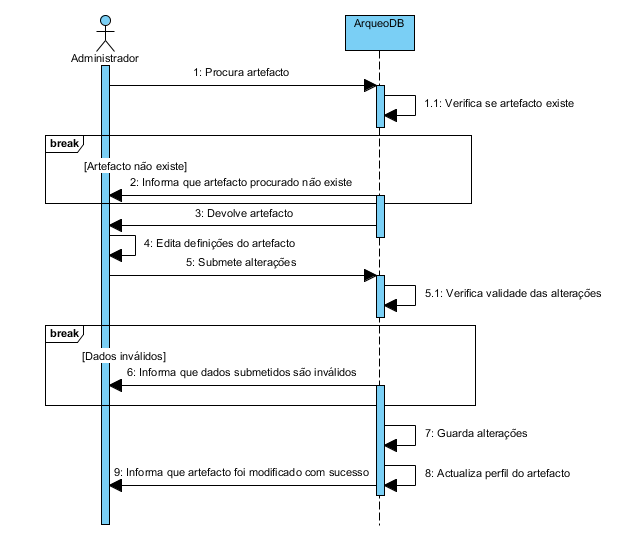 ArqueoDB
Administrador
1: Procura artefacto
1.1: Verifica se artefacto existe
break
[Artefacto não existe]
2: Informa que artefacto procurado não existe
3: Devolve artefacto
4: Edita definições do artefacto
5: Submete alterações
5.1: Verifica validade das alterações
break
[Dados inválidos]
6: Informa que dados submetidos são inválidos
7: Guarda alterações
9: Informa que artefacto foi modificado com sucesso
8: Actualiza perfil do artefacto